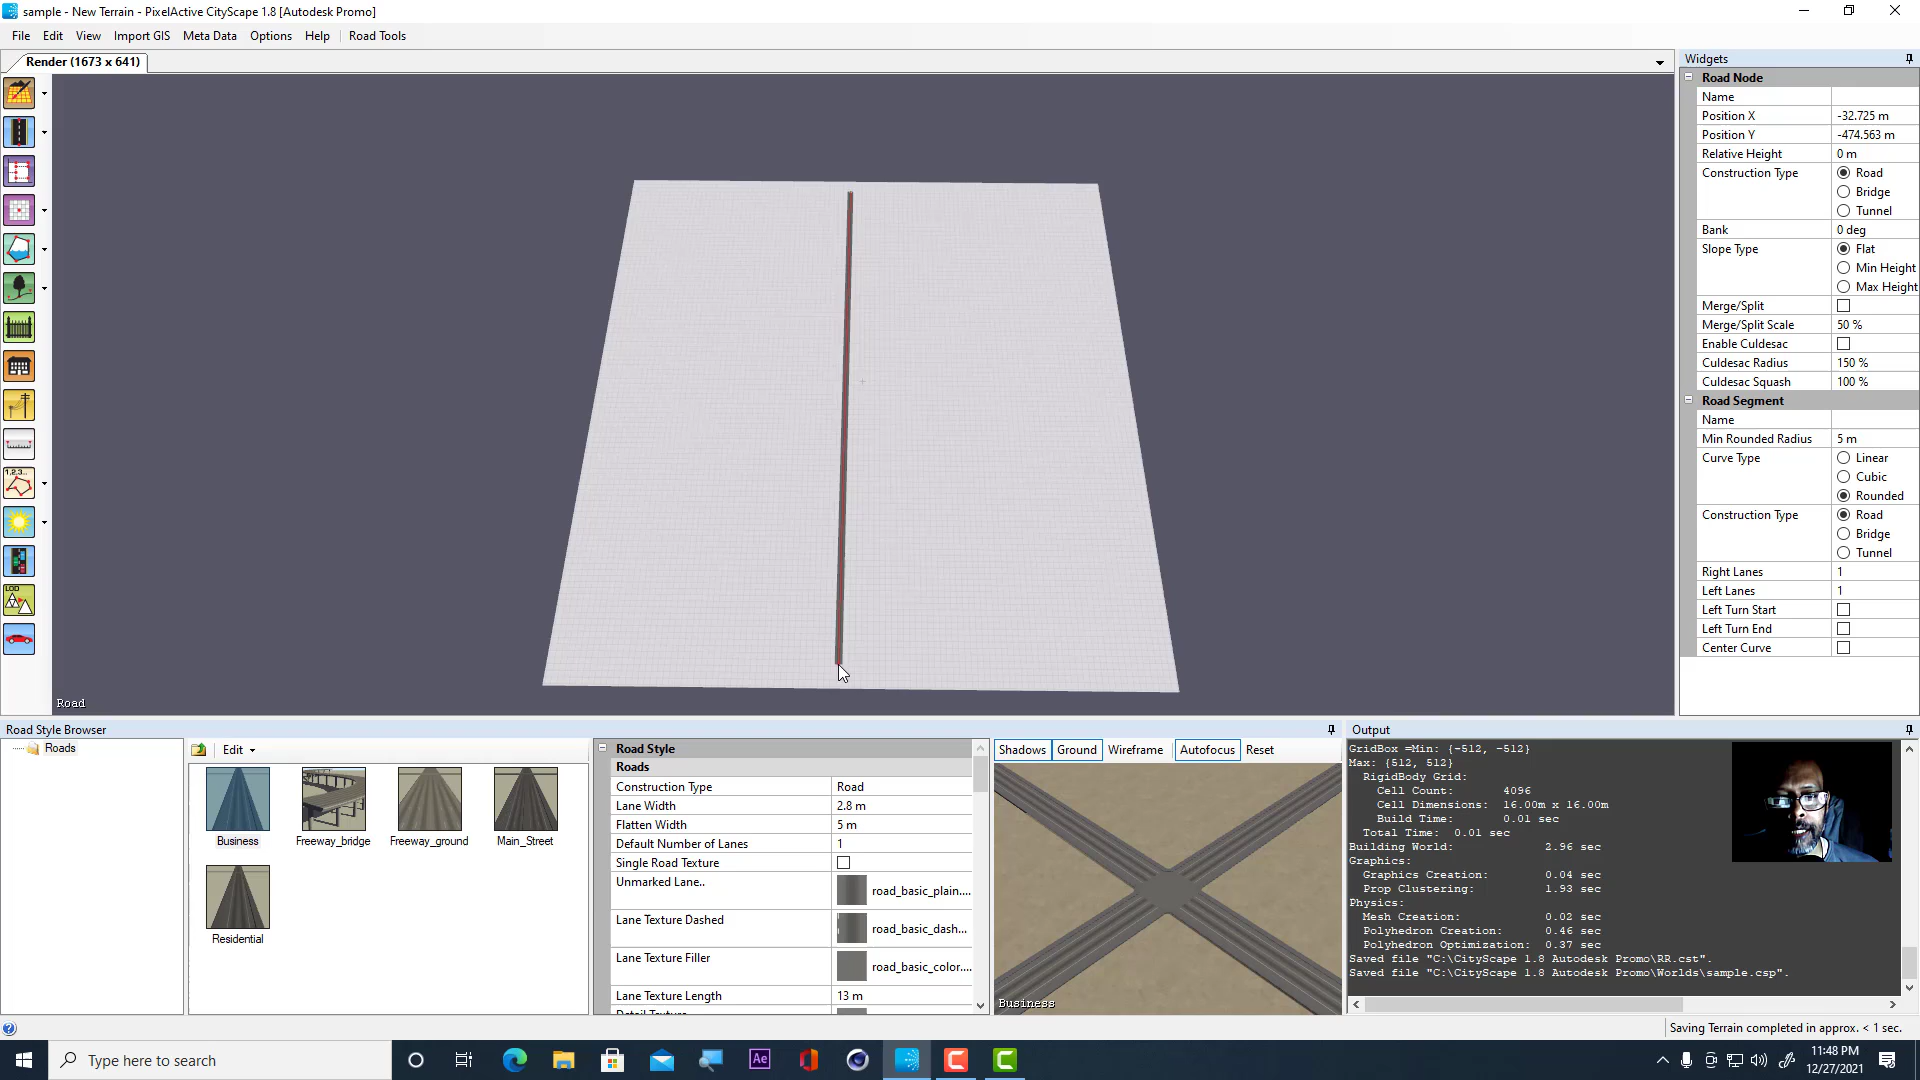 sample - New Terrain - PixelActive CityScape 1.8 [Autodesk Promo]
File Edit View Import GIS Meta Data Options Help Road Tools
Render (1673 x 641)
Widgets
Road Node
Name
Position X -32.725 m
Position Y -474.563 m
Relative Height 0 m
Construction Type Road
Bridge
Tunnel
Bank 0 deg
Slope Type Flat
Min Height
Max Height
Merge/Split
Merge/Split Scale 50 %
Enable Culdesac
Culdesac Radius 150 %
Culdesac Squash 100 %
Road Segment
Name
Min Rounded Radius 5 m
Curve Type Linear
Cubic
Rounded
Construction Type Road
Bridge
Tunnel
Right Lanes 1
Left Lanes 1
Left Turn Start
Left Turn End
Center Curve
1,2,3...
LOD
Road
Road Style Browser
Roads
Edit
Business Freeway_bridge Freeway_ground Main_Street
Residential
Road Style
Roads
Construction Type Road
Lane Width 2.8 m
Flatten Width 5 m
Default Number of Lanes 1
Single Road Texture
Unmarked Lane.. road_basic_plain....
Lane Texture Dashed road_basic_dash...
Lane Texture Filler road_basic_color....
Lane Texture Length 13 m
Detail Texture
Shadows Ground Wireframe Autofocus Reset
Business
Output
GridBox =Min: {-512, -512}
Max: {512, 512}
RigidBody Grid:
Cell Count: 4096
Cell Dimensions: 16.00m x 16.00m
Build Time: 0.01 sec
Total Time: 0.01 sec
Building World: 2.96 sec
Graphics:
Graphics Creation: 0.04 sec
Prop Clustering: 1.93 sec
Physics:
Mesh Creation: 0.02 sec
Polyhedron Creation: 0.46 sec
Polyhedron Optimization: 0.37 sec
Saved file "C:\CityScape 1.8 Autodesk Promo\RR.cst".
Saved file "C:\CityScape 1.8 Autodesk Promo\Worlds\sample.csp".
Saving Terrain completed in approx. < 1 sec.
Type here to search
Ae
11:48 PM
12/27/2021